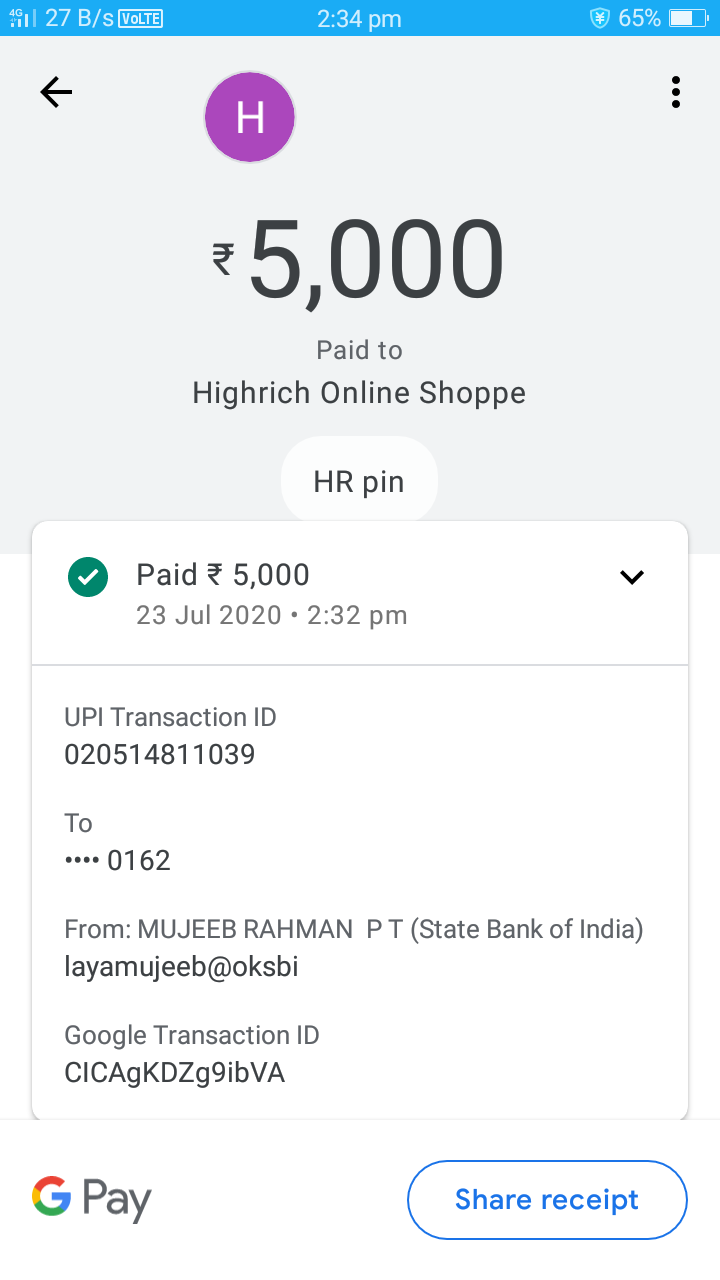 4G 27 B/s VoLTE 2:34 pm 65%
H
₹5,000
Paid to
Highrich Online Shoppe
HR pin
Paid ₹ 5,000
23 Jul 2020 • 2:32 pm
UPI Transaction ID
020514811039
To
•••• 0162
From: MUJEEB RAHMAN  P T (State Bank of India)
layamujeeb@oksbi
Google Transaction ID
CICAgKDZg9ibVA
G Pay
Share receipt